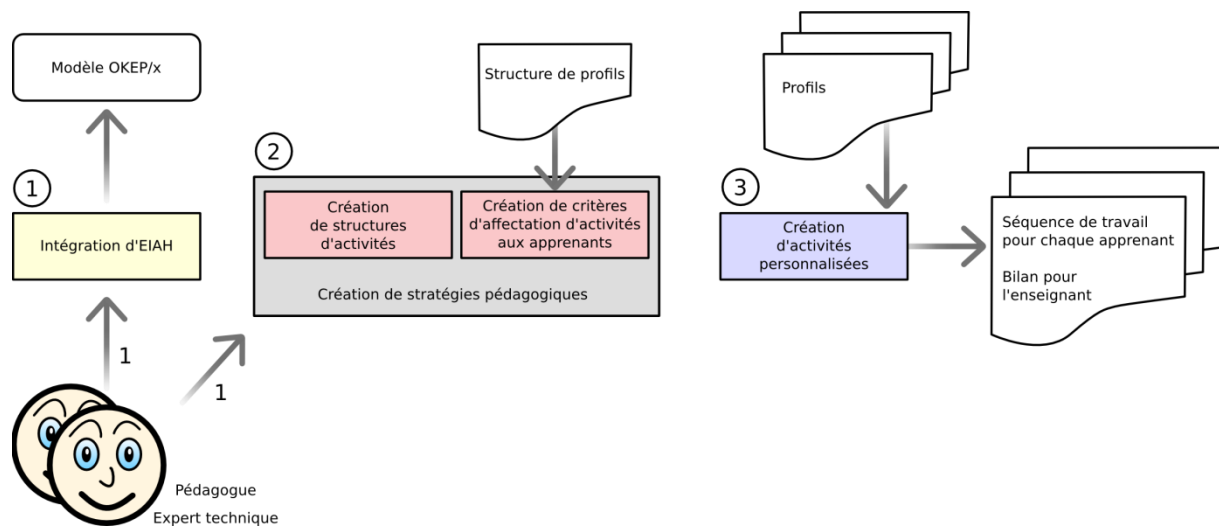 Modèle OKEP/x
1
Intégration d'EIAH
1
1
Pédagogue
Expert technique
2
Structure de profils
Création
de structures
d'activités
Création de critères
d'affectation d'activités
aux apprenants
Création de stratégies pédagogiques
Profils
3
Création
d'activités
personnalisées
Séquence de travail
pour chaque apprenant
Bilan pour
l'enseignant